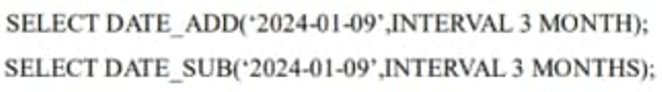 SELECT DATE_ADD(‘2024-01-09’,INTERVAL 3 MONTH);
SELECT DATE_SUB(‘2024-01-09’,INTERVAL 3 MONTHS);